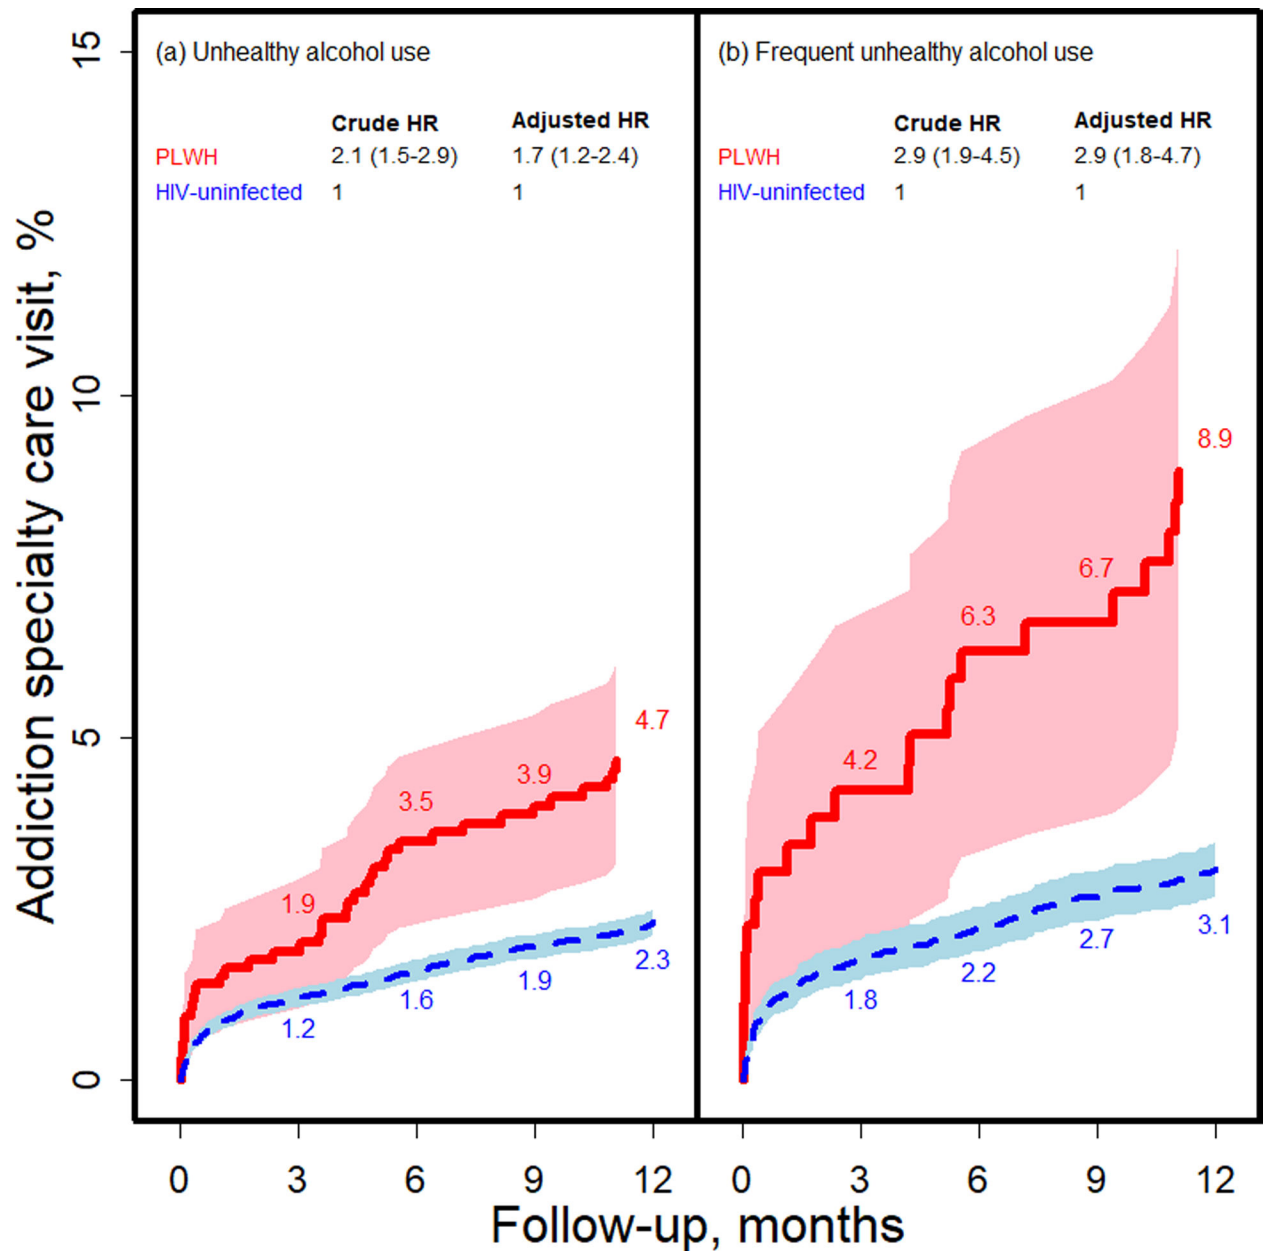 Addiction specialty care visit, %
15
10
5
0
(a) Unhealthy alcohol use
Crude HR Adjusted HR
PLWH 2.1 (1.5-2.9) 1.7 (1.2-2.4)
HIV-uninfected 1 1
4.7
3.9
3.5
1.9
2.3
1.9
1.6
1.2
0 3 6 9 12
(b) Frequent unhealthy alcohol use
Crude HR Adjusted HR
PLWH 2.9 (1.9-4.5) 2.9 (1.8-4.7)
HIV-uninfected 1 1
8.9
6.7
6.3
4.2
3.1
2.7
2.2
1.8
0 3 6 9 12
Follow-up, months